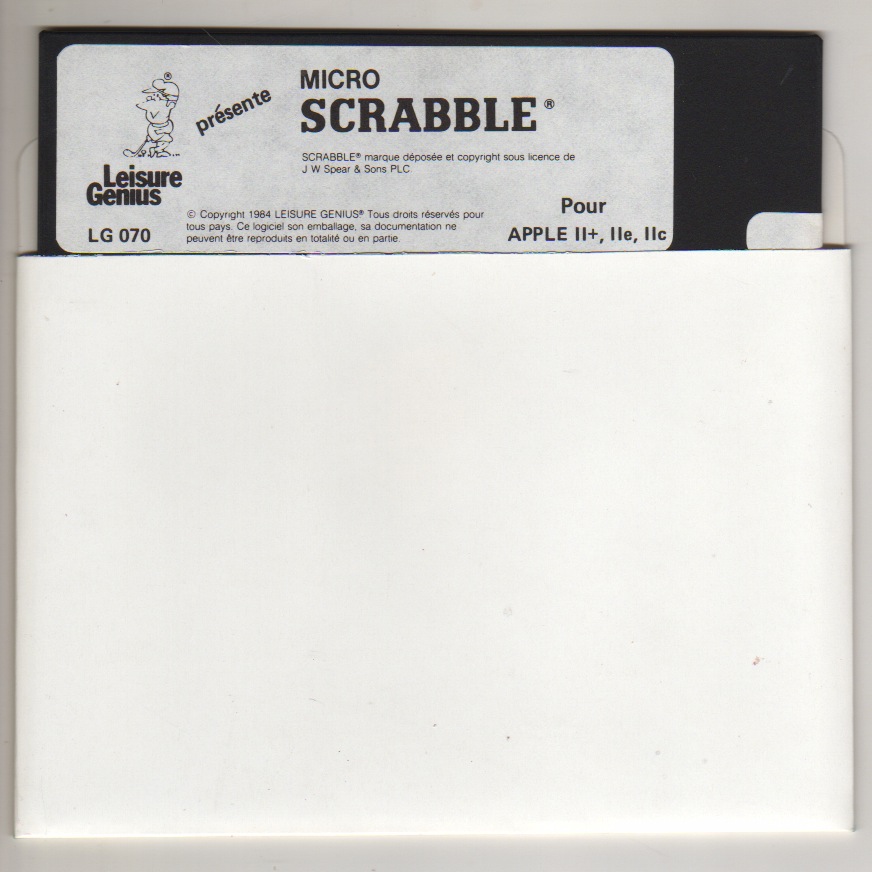 ®
présente
MICRO
SCRABBLE®
SCRABBLE® marque déposée et copyright sous licence de
J W Spear & Sons PLC
Leisure
Genius
LG 070
© Copyright 1984 LEISURE GENIUS® Tous droits réservés pour
tous pays. Ce logiciel son emballage, sa documentation ne
peuvent être reproduits en totalité ou en partie.
Pour
APPLE II+, IIe, IIc